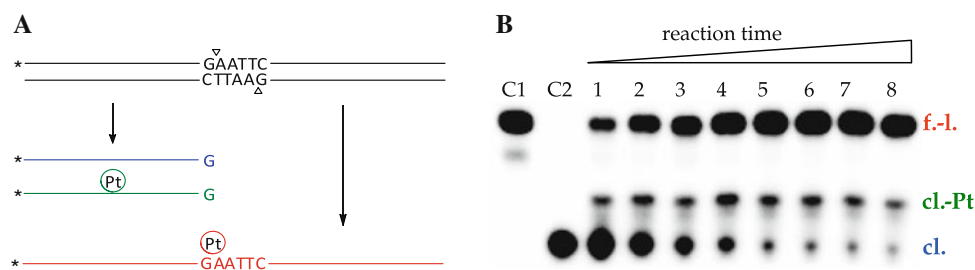 A
* GAATTC
CTTAAG
* G
Pt
* G
Pt
* GAATTC
B
reaction time
C1 C2 1 2 3 4 5 6 7 8
f.-l.
cl.-Pt
cl.